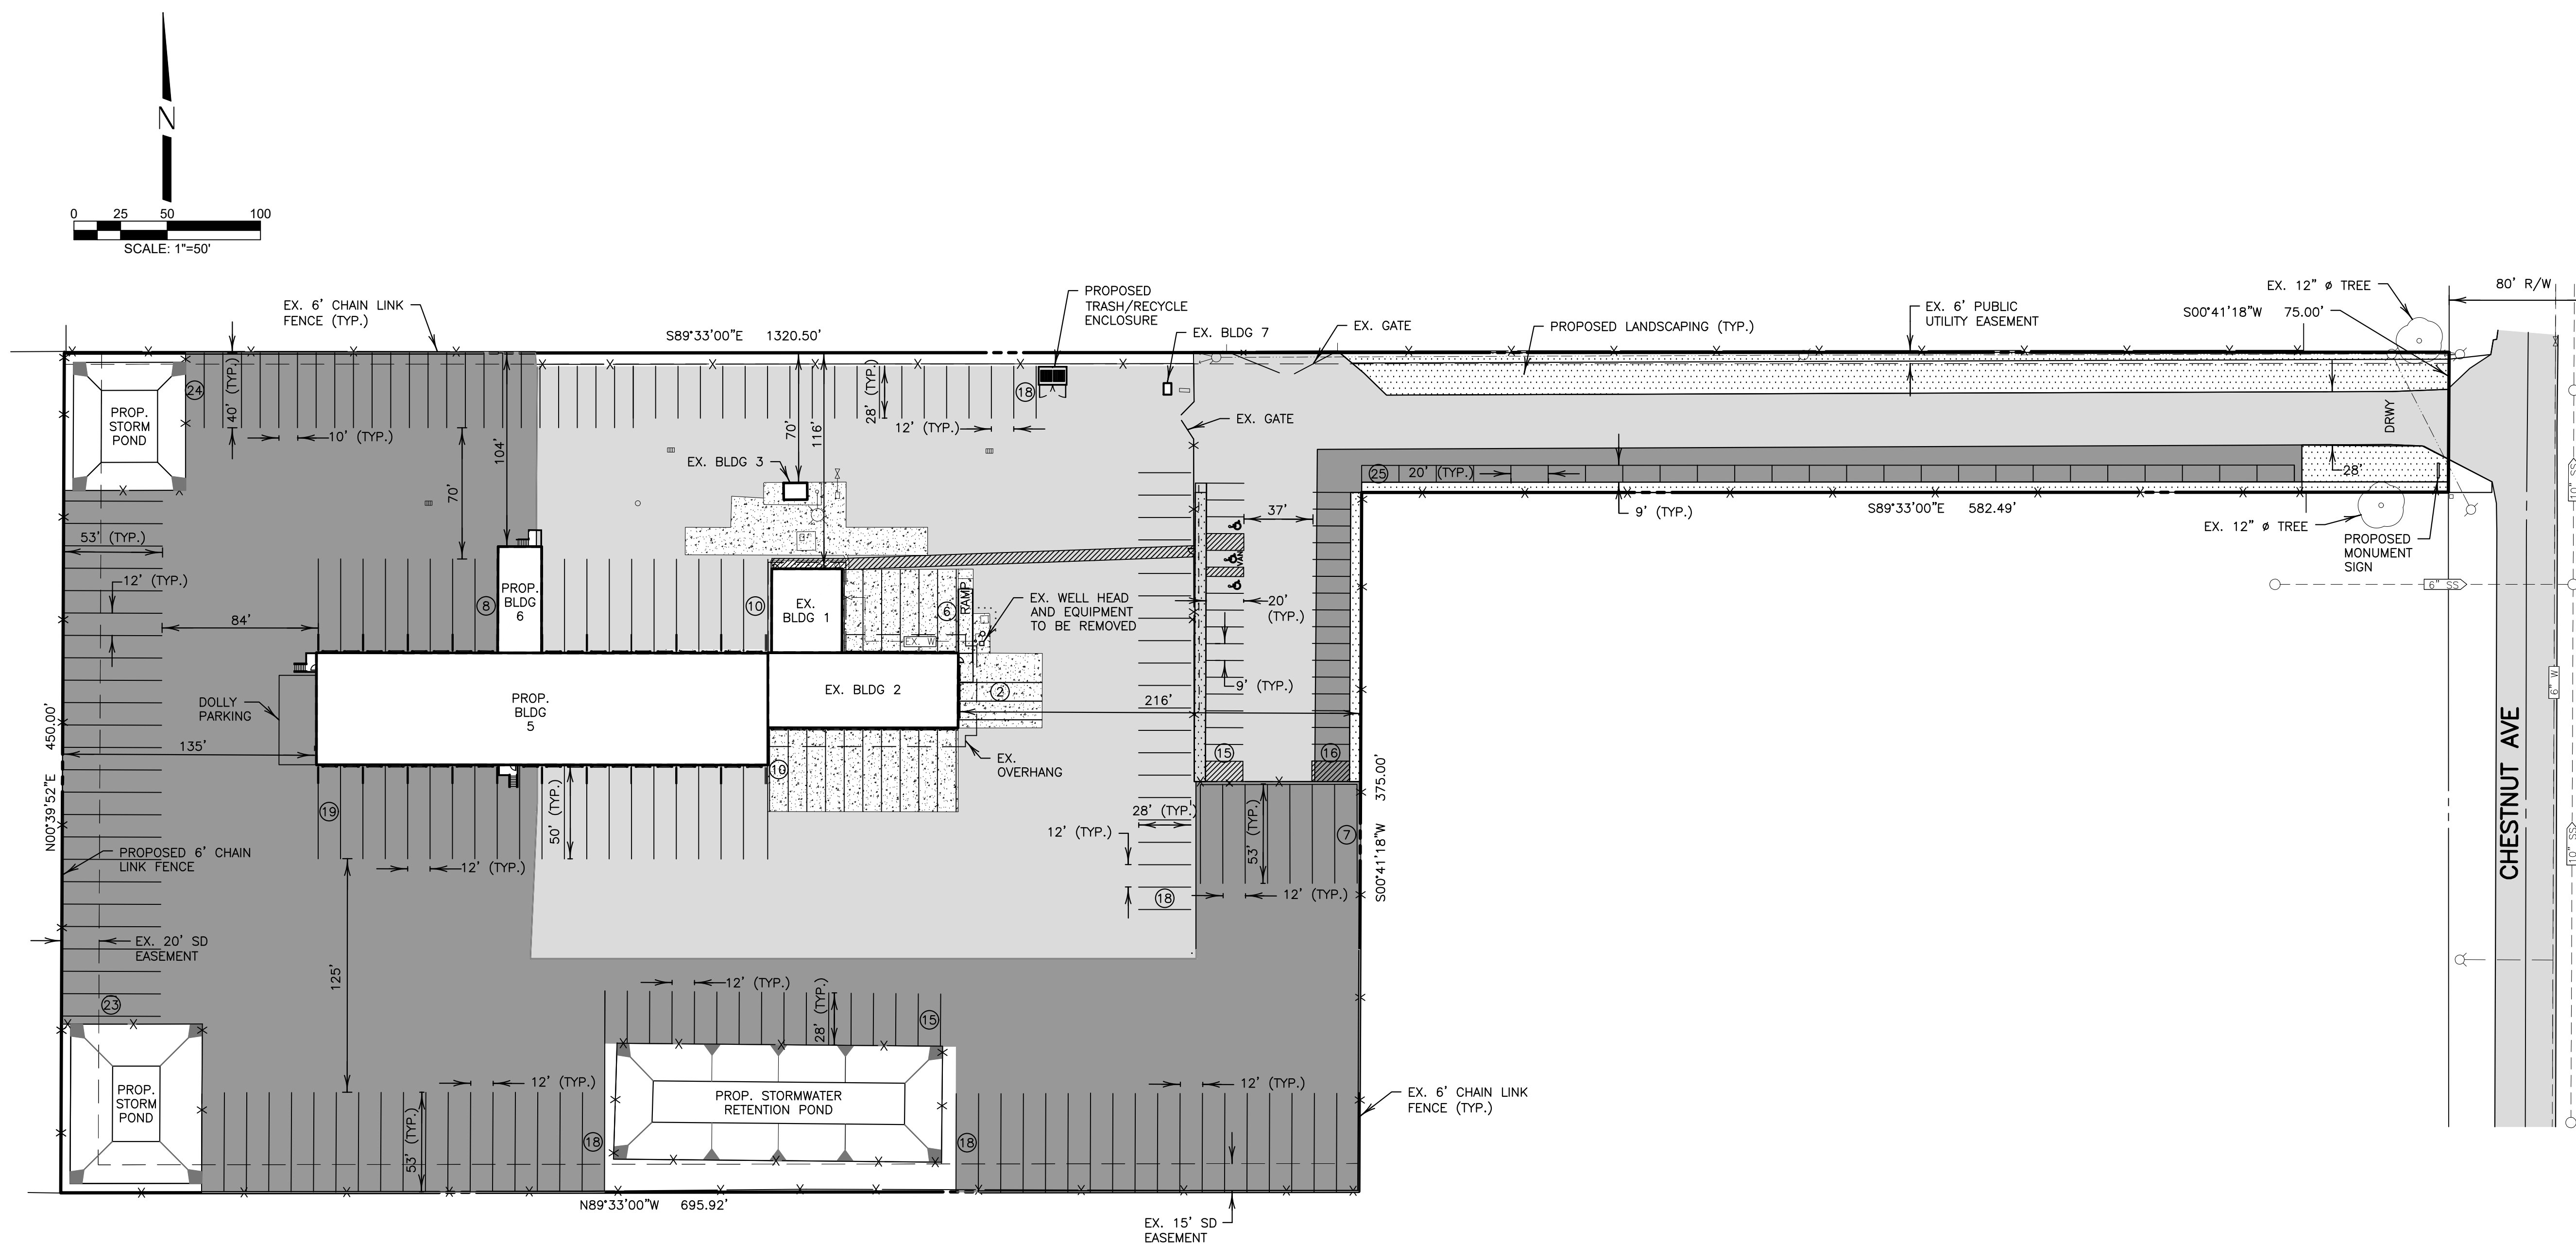 N
0 25 50 100
SCALE: 1"=50'
EX. 6' CHAIN LINK
FENCE (TYP.)
S89°33'00"E 1320.50'
PROPOSED
TRASH/RECYCLE
ENCLOSURE
EX. BLDG 7
EX. GATE
PROPOSED LANDSCAPING (TYP.)
EX. 6' PUBLIC
UTILITY EASEMENT
EX. 12" ø TREE
S00°41'18"W 75.00'
80' R/W
PROP.
STORM
POND
24
40' (TYP.)
10' (TYP.)
104'
70'
70'
116'
28' (TYP.)
12' (TYP.)
18
EX. GATE
EX. BLDG 3
DRWY
28'
25
20' (TYP.)
9' (TYP.)
S89°33'00"E 582.49'
EX. 12" ø TREE
PROPOSED
MONUMENT
SIGN
6" SS
10" SS
53' (TYP.)
12' (TYP.)
84'
8
PROP.
BLDG
6
10
EX.
BLDG 1
6
RAMP
EX. W
EX. WELL HEAD
AND EQUIPMENT
TO BE REMOVED
37'
VAN
20'
(TYP.)
9' (TYP.)
216'
15
16
DOLLY
PARKING
PROP.
BLDG
5
EX. BLDG 2
2
135'
10
EX.
OVERHANG
N00°39'52"E 450.00'
19
50' (TYP.)
12' (TYP.)
28' (TYP.)
12' (TYP.)
18
53' (TYP.)
7
12' (TYP.)
S00°41'18"W 375.00'
CHESTNUT AVE
6" W
10" SS
PROPOSED 6' CHAIN
LINK FENCE
EX. 20' SD
EASEMENT
125'
23
12' (TYP.)
28' (TYP.)
15
PROP.
STORM
POND
12' (TYP.)
53' (TYP.)
18
PROP. STORMWATER
RETENTION POND
18
12' (TYP.)
EX. 6' CHAIN LINK
FENCE (TYP.)
N89°33'00"W 695.92'
EX. 15' SD
EASEMENT